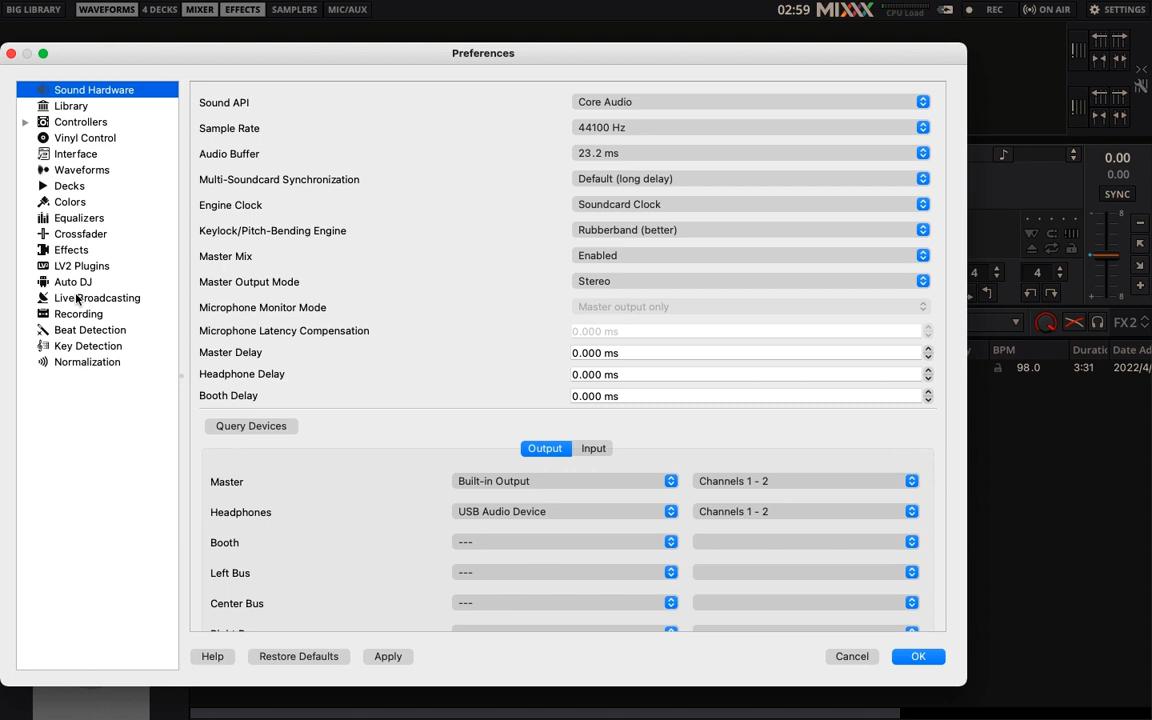 BIG LIBRARY WAVEFORMS 4 DECKS MIXER EFFECTS SAMPLERS MIC/AUX 02:59 MIXXX CPU Load REC ON AIR SETTINGS
Preferences
Sound Hardware
Library
Controllers
Vinyl Control
Interface
Waveforms
Decks
Colors
Equalizers
Crossfader
Effects
LV2 Plugins
Auto DJ
Live Broadcasting
Recording
Beat Detection
Key Detection
Normalization
Sound API Core Audio
Sample Rate 44100 Hz
Audio Buffer 23.2 ms
Multi-Soundcard Synchronization Default (long delay)
Engine Clock Soundcard Clock
Keylock/Pitch-Bending Engine Rubberband (better)
Master Mix Enabled
Master Output Mode Stereo
Microphone Monitor Mode Master output only
Microphone Latency Compensation 0.000 ms
Master Delay 0.000 ms
Headphone Delay 0.000 ms
Booth Delay 0.000 ms
Query Devices
Output Input
Master Built-in Output Channels 1 - 2
Headphones USB Audio Device Channels 1 - 2
Booth ---
Left Bus ---
Center Bus ---
Help Restore Defaults Apply Cancel OK
0.00
0.00
SYNC
8
8
4 4
FX2
BPM Duratic Date Ad
98.0 3:31 2022/4/